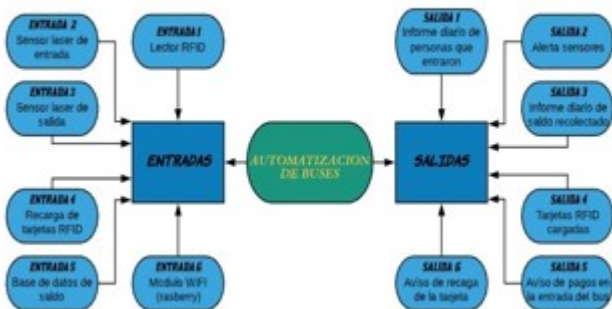 ENTRADA 2
Sensor laser de
entrada
ENTRADA 1
Lector RFID
ENTRADA 3
Sensor laser de
salida
ENTRADAS
ENTRADA 4
Recarga de
tarjetas RFID
ENTRADA 5
Base de datos de
saldo
ENTRADA 6
Modulo WIFI
(rasberry)
AUTOMATIZACION
DE BUSES
SALIDA 1
Informe diario de
personas que
entraron
SALIDA 2
Alerta sensores
SALIDA 3
Informe diario de
saldo recolectado
SALIDAS
SALIDA 4
Tarjetas RFID
cargadas
SALIDA 6
Aviso de recaga
de la tarjeta
SALIDA 5
Aviso de pagos en
la entrada del bus